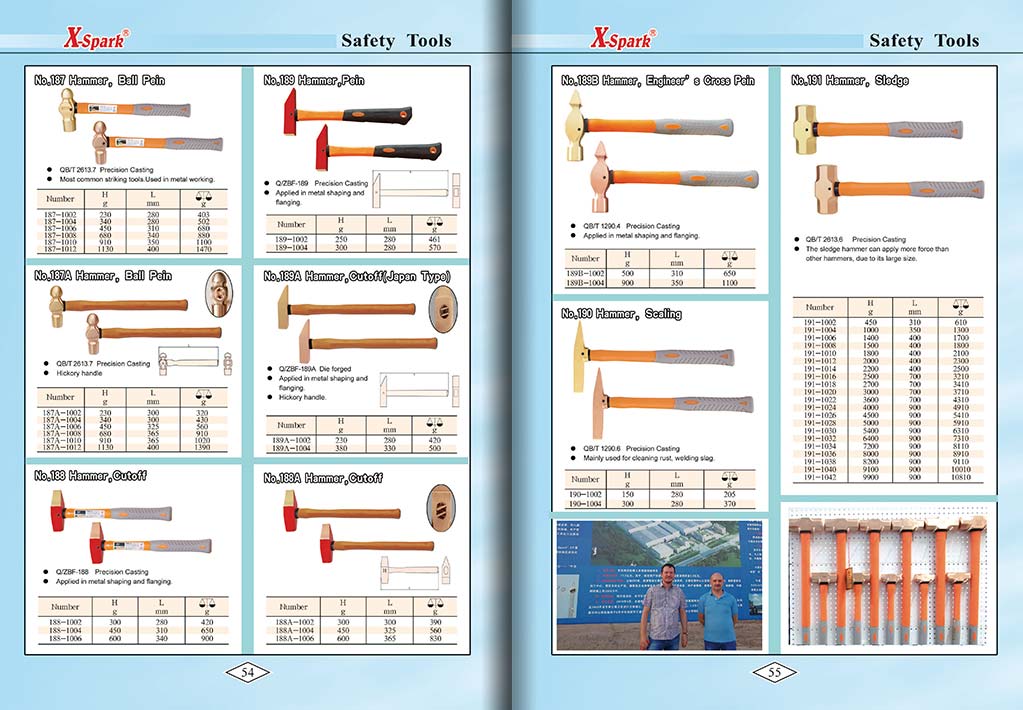 X-Spark®
Safety Tools
No.187 Hammer, Ball Pein
● QB/T 2613.7 Precision Casting
● Most common striking tools.Used in metal working.
Number H g L mm g
187-1002 230 280 403
187-1004 340 280 502
187-1006 450 310 680
187-1008 680 340 880
187-1010 910 350 1100
187-1012 1130 400 1470
No.189 Hammer,Pein
● Q/ZBF-189 Precision Casting
● Applied in metal shaping and
flanging.
Number H g L mm g
189-1002 250 280 461
189-1004 300 280 570
No.187A Hammer, Ball Pein
● QB/T 2613.7 Precision Casting
● Hickory handle
Number H g L mm g
187A-1002 230 300 320
187A-1004 340 300 430
187A-1006 450 325 560
187A-1008 680 365 910
187A-1010 910 365 1020
187A-1012 1130 400 1390
No.189A Hammer,Cutoff(Japan Type)
● Q/ZBF-189A Die forged
● Applied in metal shaping and
flanging.
● Hickory handle.
Number H g L mm g
189A-1002 230 280 420
189A-1004 380 330 500
No.188 Hammer,Cutoff
● Q/ZBF-188 Precision Casting
● Applied in metal shaping and flanging.
Number H g L mm g
188-1002 300 280 420
188-1004 450 310 650
188-1006 600 340 900
No.188A Hammer,Cutoff
Number H g L mm g
188A-1002 300 300 390
188A-1004 450 325 560
188A-1006 600 365 830
54
X-Spark®
Safety Tools
No.189B Hammer, Engineer's Cross Pein
● QB/T 1290.4 Precision Casting
● Applied in metal shaping and flanging.
Number H g L mm g
189B-1002 500 310 650
189B-1004 900 350 1100
No.190 Hammer, Scaling
● QB/T 1290.6 Precision Casting
● Mainly used for cleaning rust, welding slag.
Number H g L mm g
190-1002 150 280 205
190-1004 300 280 370
No.191 Hammer, Sledge
● QB/T 2613.6 Precision Casting
● The sledge hammer can apply more force than
other hammers, due to its large size.
Number H g L mm g
191-1002 450 310 610
191-1004 1000 350 1300
191-1006 1400 400 1700
191-1008 1500 400 1800
191-1010 1800 400 2100
191-1012 2000 400 2300
191-1014 2200 400 2500
191-1016 2500 700 3210
191-1018 2700 700 3410
191-1020 3000 700 3710
191-1022 3600 700 4310
191-1024 4000 900 4910
191-1026 4500 900 5410
191-1028 5000 900 5910
191-1030 5400 900 6310
191-1032 6400 900 7310
191-1034 7200 900 8110
191-1036 8000 900 8910
191-1038 8200 900 9110
191-1040 9100 900 10010
191-1042 9900 900 10810
55